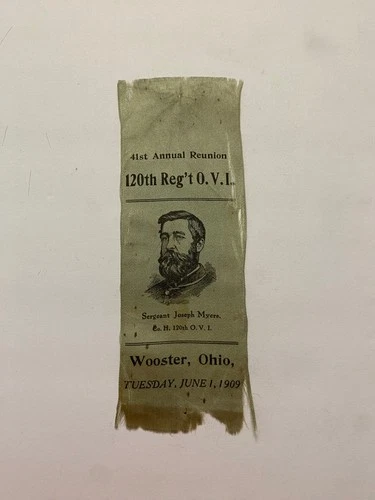 41st Annual Reunion
120th Reg't O. V. I.
Sergeant Joseph Myers,
Co. H. 120th O. V. I.
Wooster, Ohio,
TUESDAY, JUNE 1, 1909